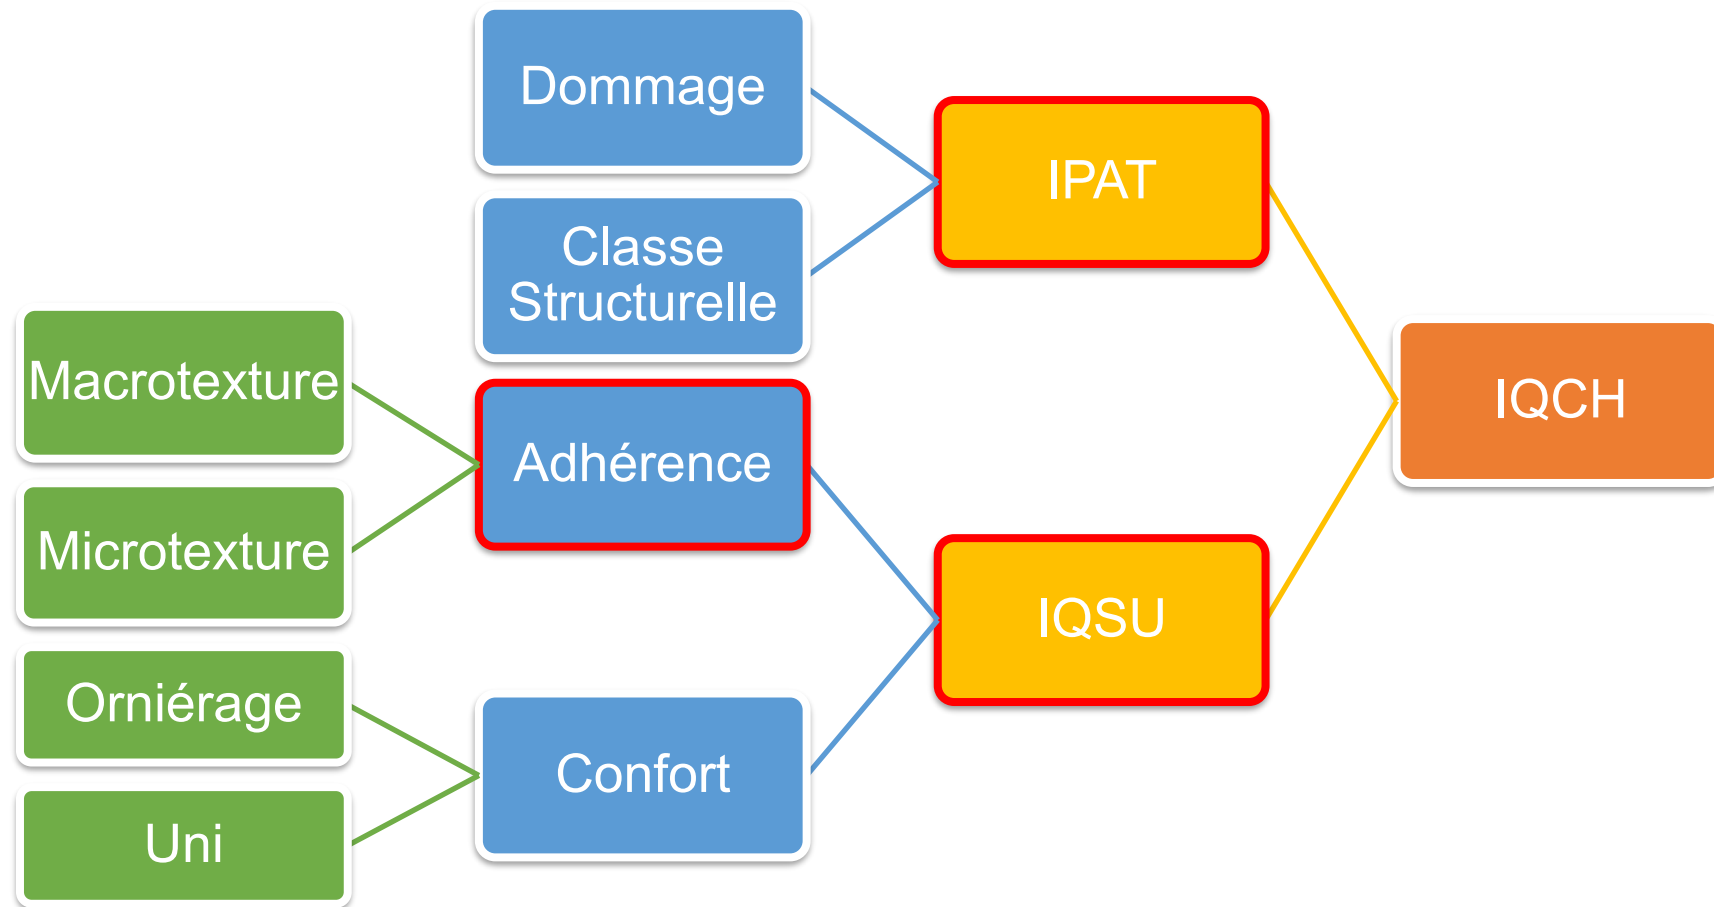 Dommage
Classe
Structurelle
IPAT
Macrotexture
Microtexture
Adhérence
IQCH
Orniérage
Uni
Confort
IQSU